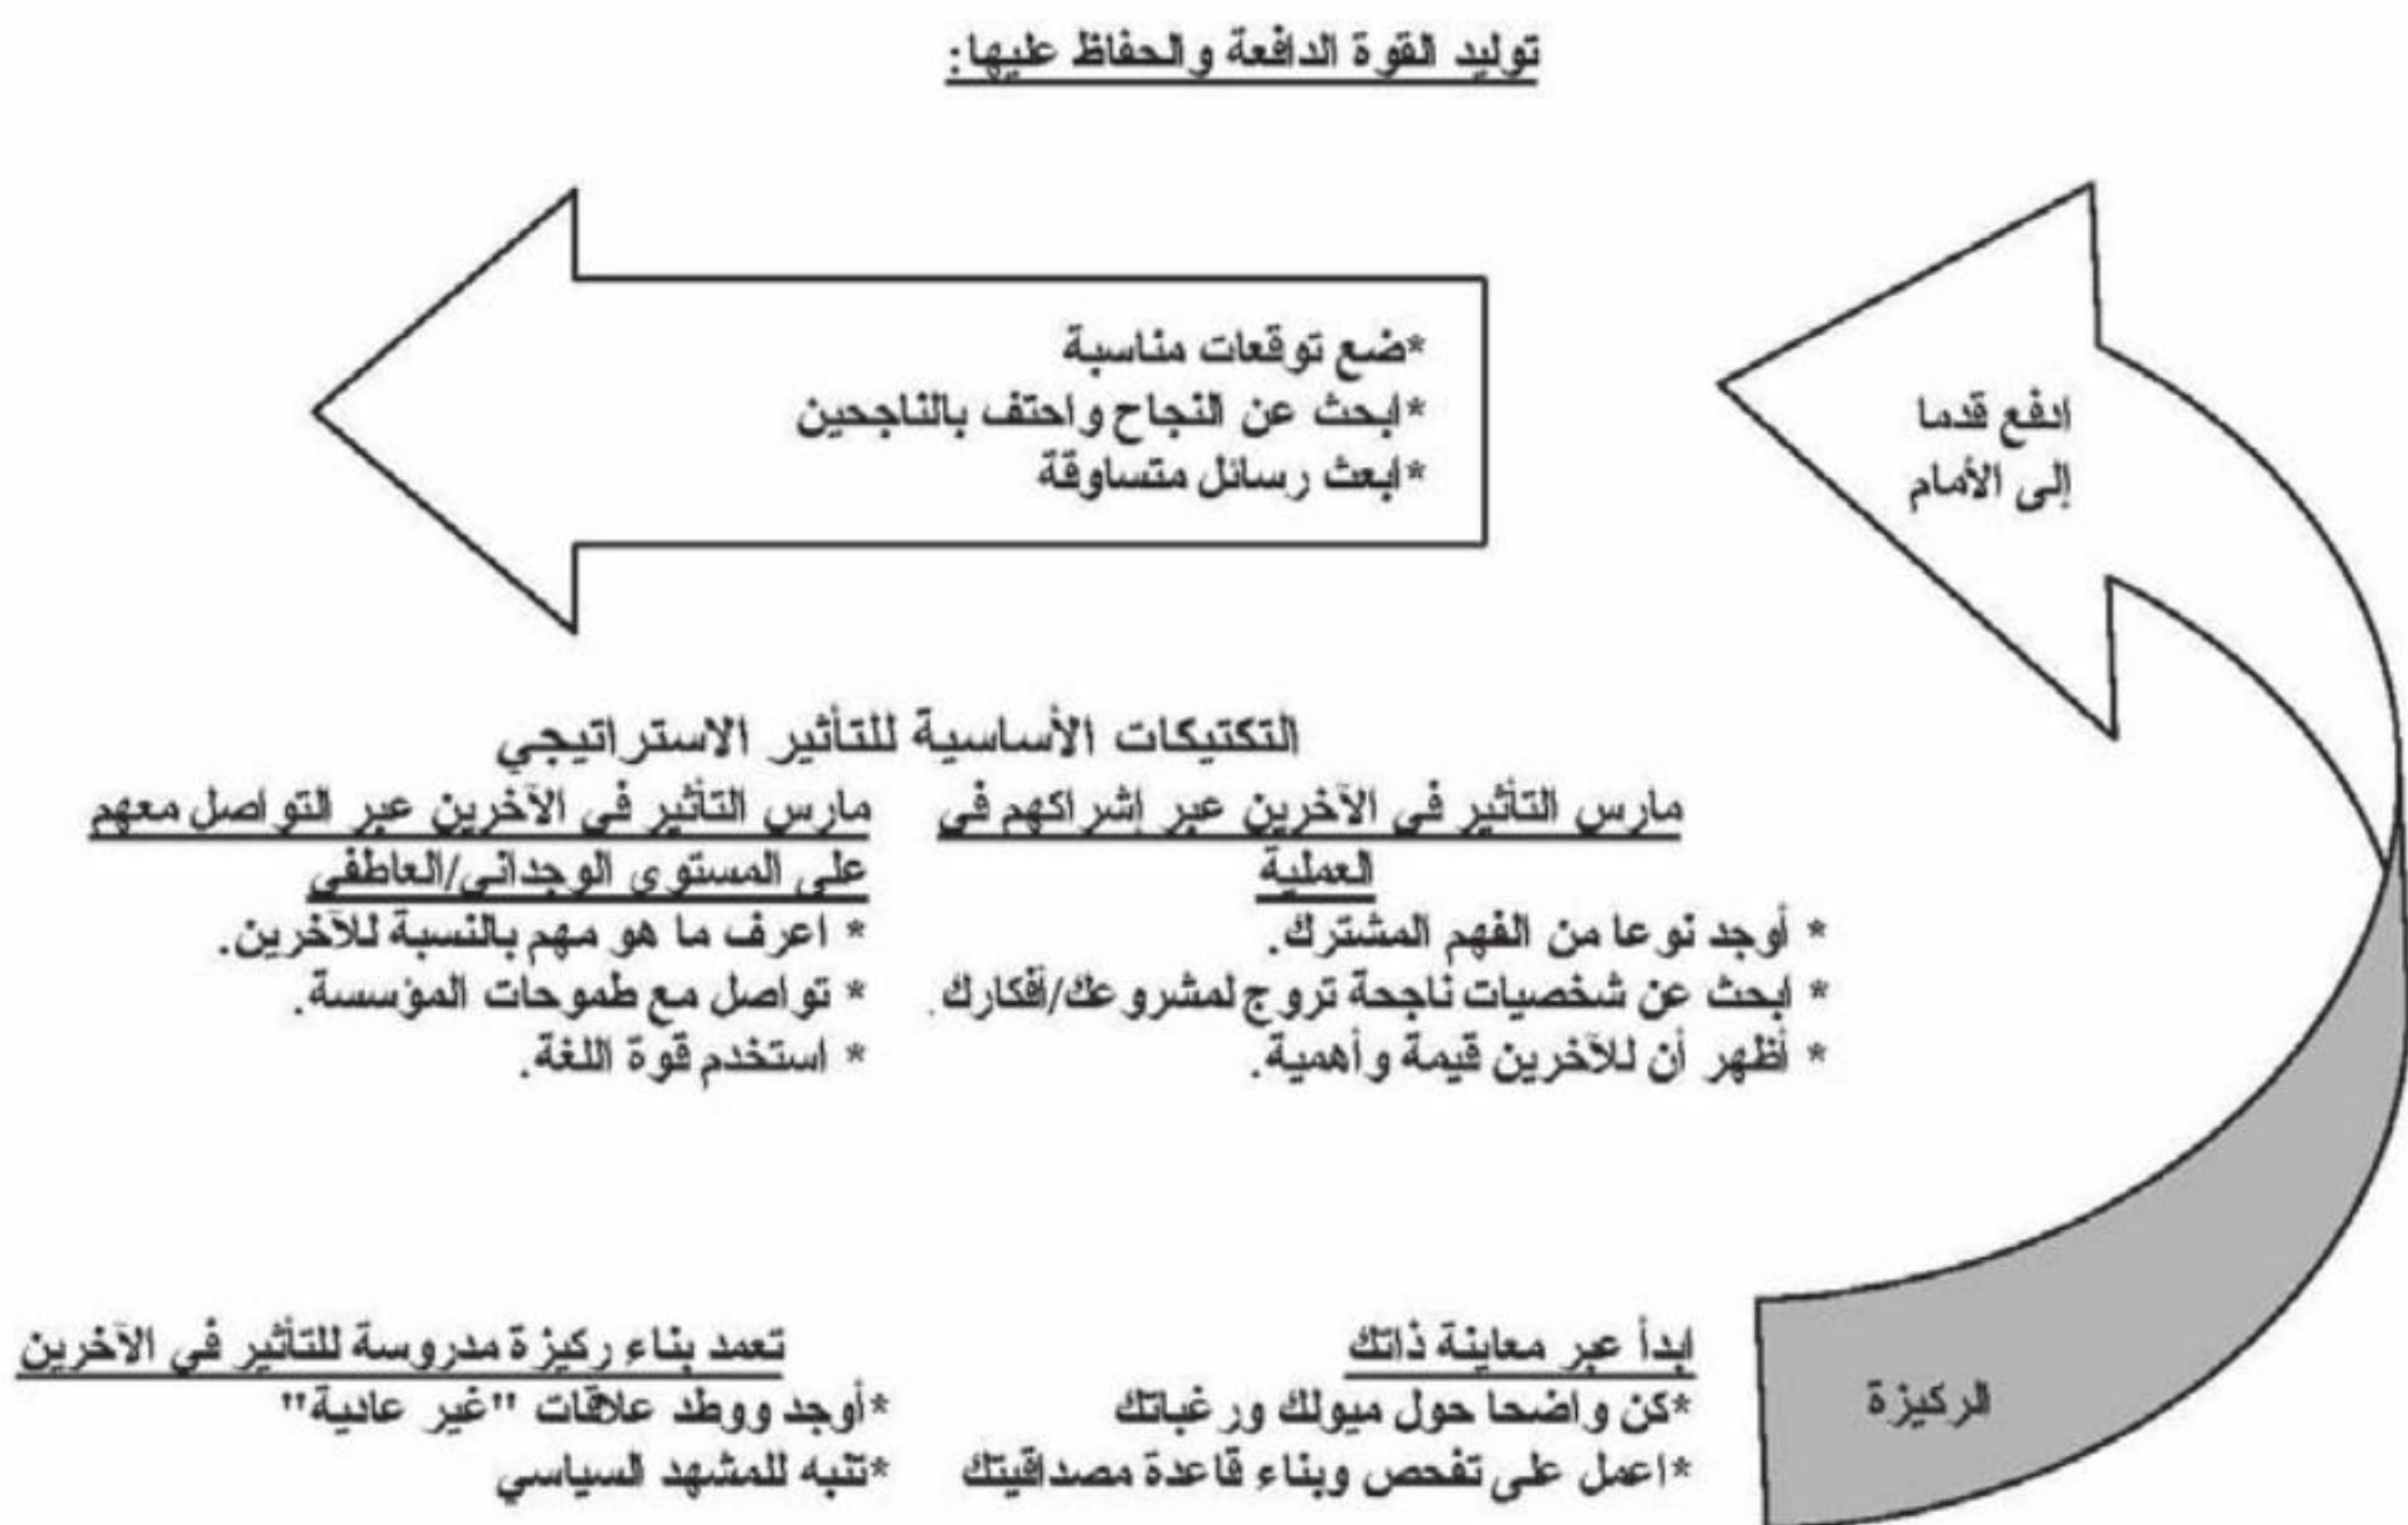 توليد القوة الدافعة والحفاظ عليها:
*ضع توقعات مناسبة
*ابحث عن النجاح واحتف بالناجحين
*ابعث رسائل متساوقة
ادفع قدما
إلى الأمام
التكتيكات الأساسية للتأثير الاستراتيجي
مارس التأثير في الآخرين عبر إشراكهم في
العملية
* أوجد نوعا من الفهم المشترك.
* ابحث عن شخصيات ناجحة تروج لمشروعك/أفكارك.
* أظهر أن للآخرين قيمة وأهمية.
مارس التأثير في الآخرين عبر التواصل معهم
على المستوى الوجداني/العاطفي
* اعرف ما هو مهم بالنسبة للآخرين.
* تواصل مع طموحات المؤسسة.
* استخدم قوة اللغة.
الركيزة
ابدأ عبر معاينة ذاتك
*كن واضحا حول ميولك ورغباتك
*اعمل على تفحص وبناء قاعدة مصداقيتك
تعمد بناء ركيزة مدروسة للتأثير في الآخرين
*أوجد ووطد علاقات "غير عادية"
*تنبه للمشهد السياسي